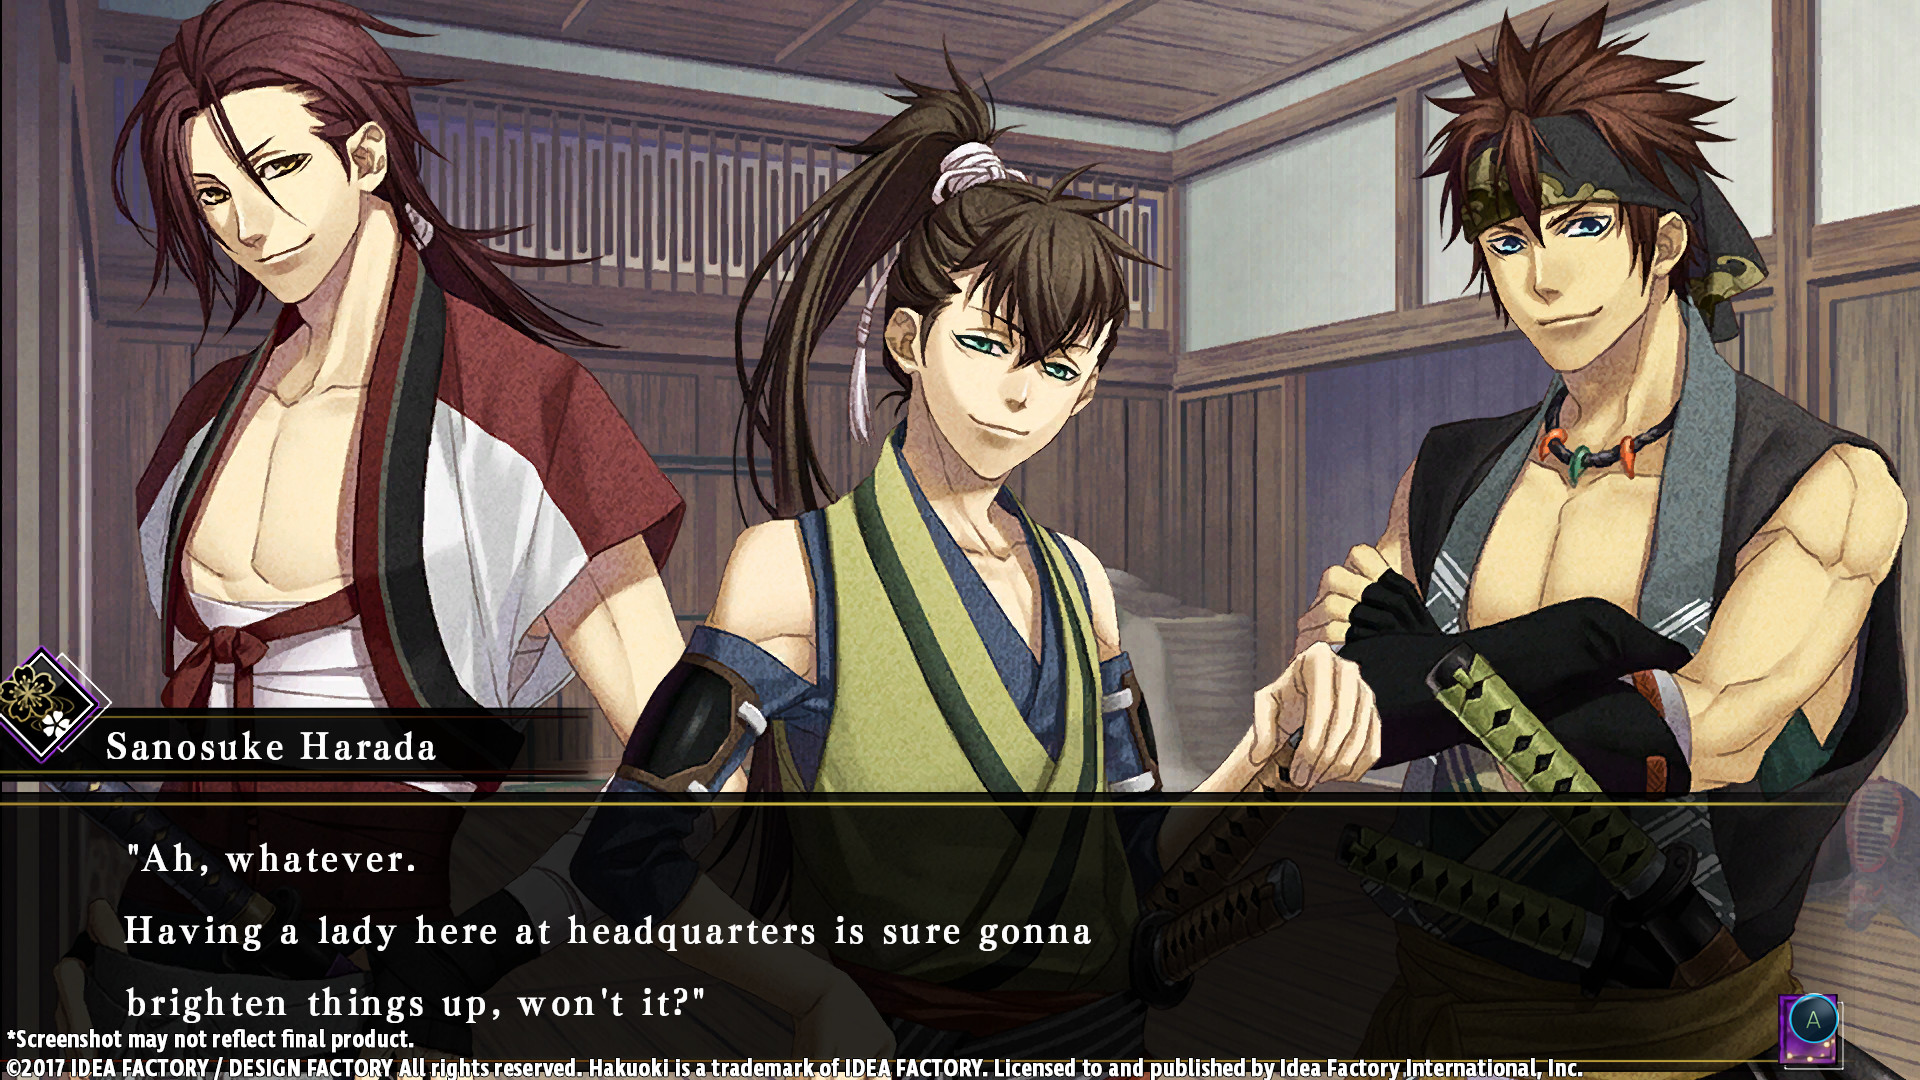 Sanosuke Harada
"Ah, whatever.
Having a lady here at headquarters is sure gonna
brighten things up, won't it?"
A
*Screenshot may not reflect final product.
©2017 IDEA FACTORY / DESIGN FACTORY All rights reserved. Hakuoki is a trademark of IDEA FACTORY. Licensed to and published by Idea Factory International, Inc.